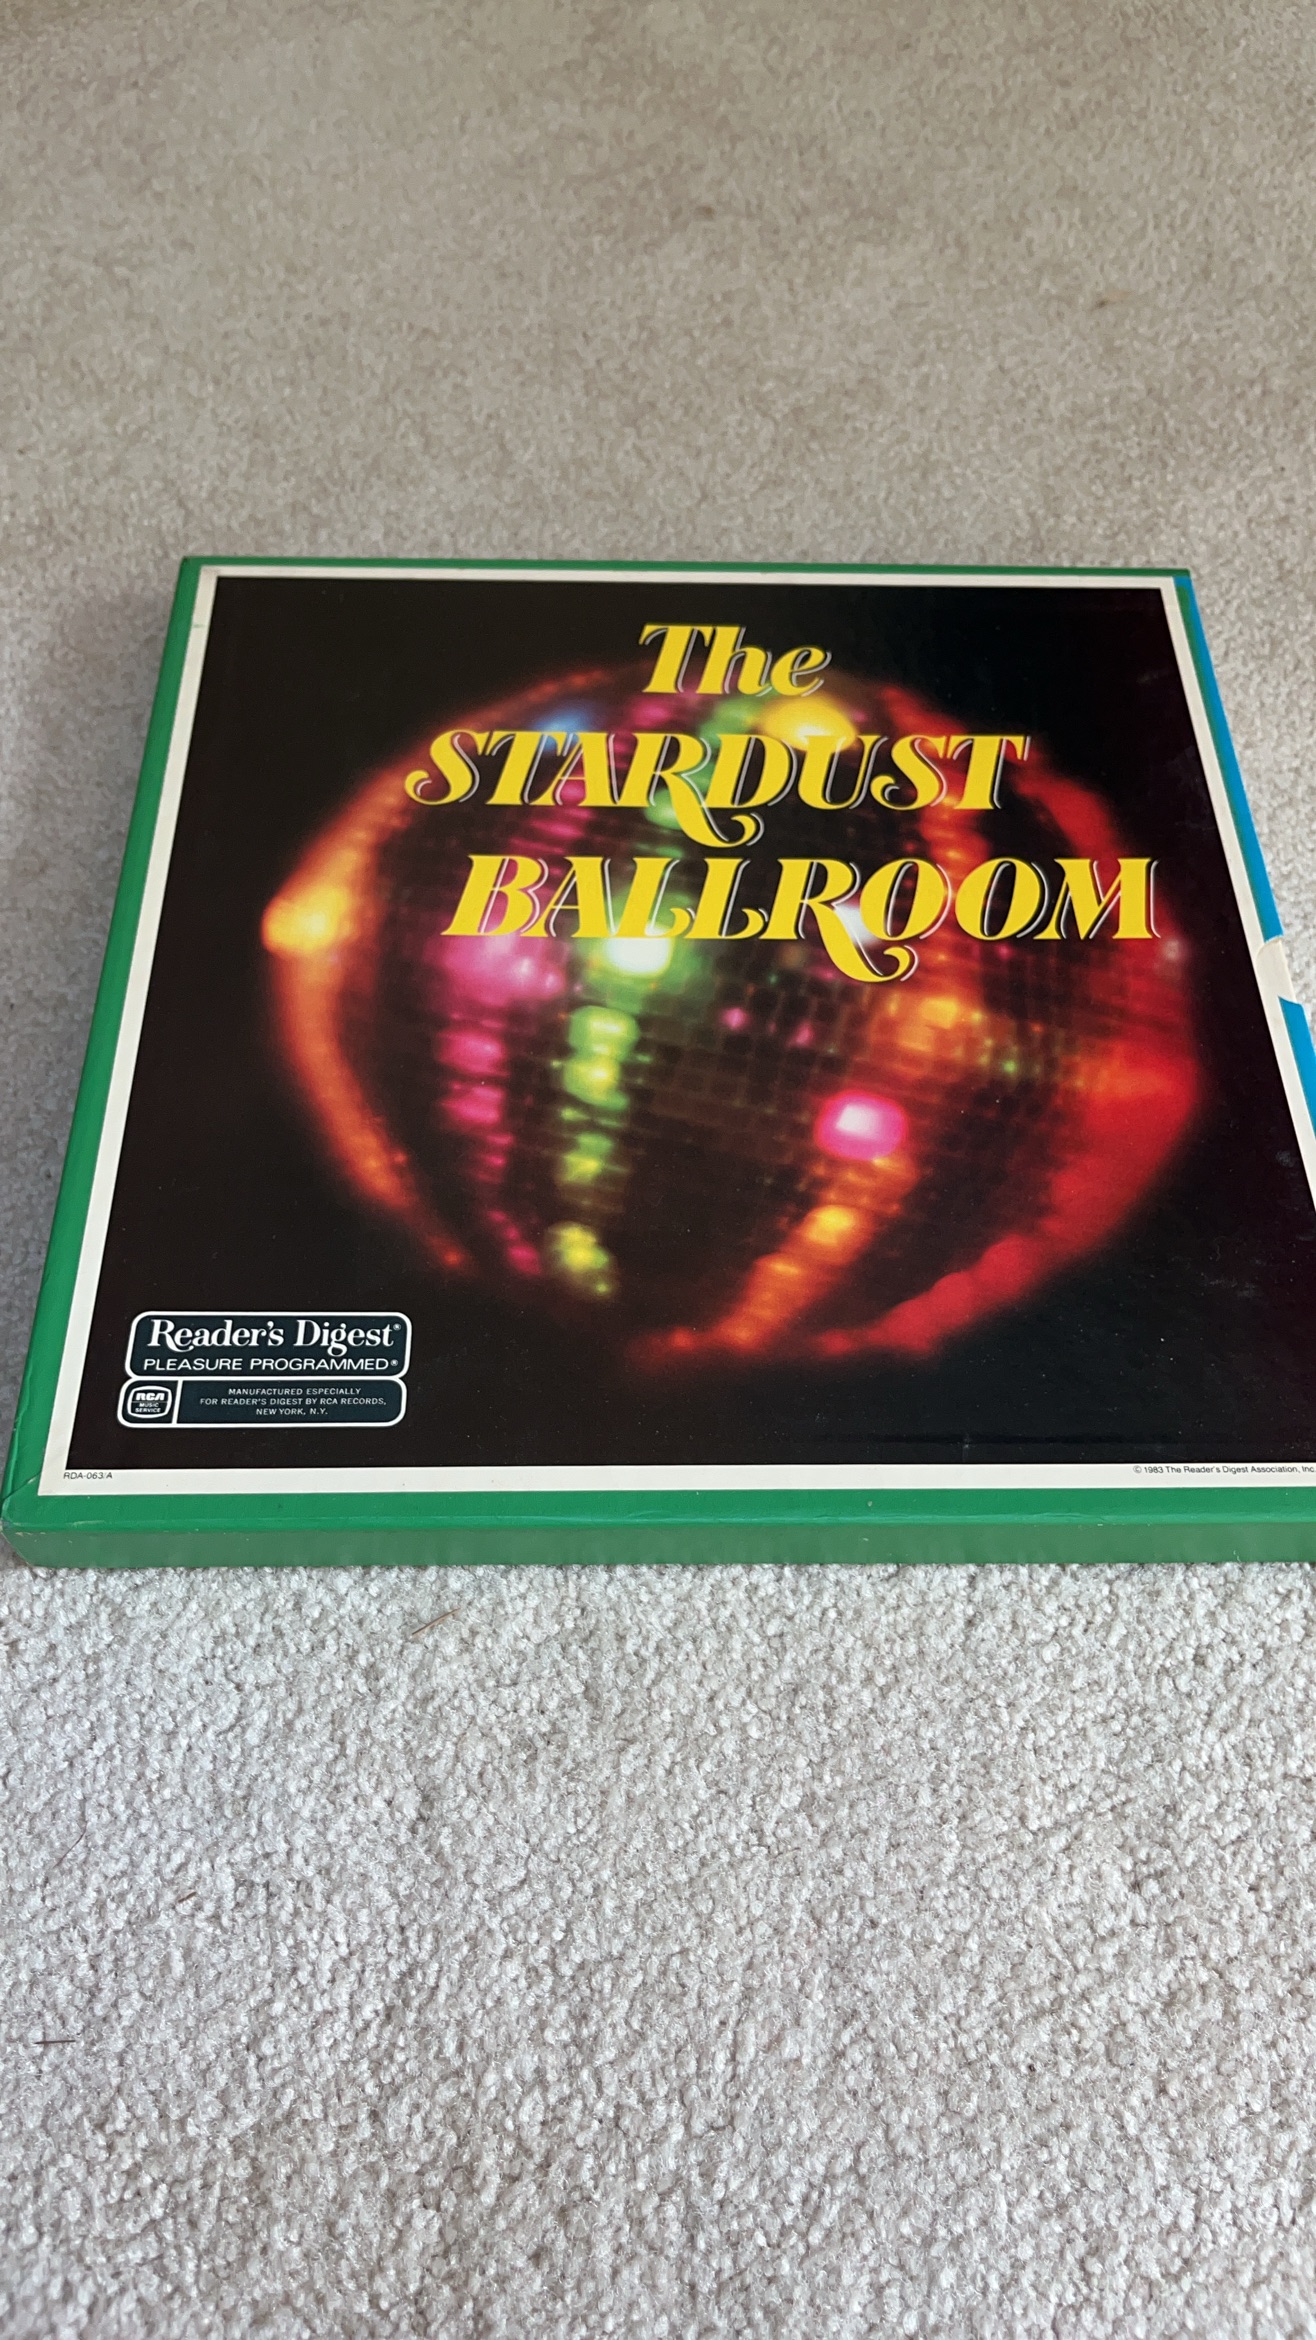 The
STARDUST
BALLROOM
Reader's Digest®
PLEASURE PROGRAMMED®
RCA
MUSIC
SERVICE
MANUFACTURED ESPECIALLY
FOR READER'S DIGEST BY RCA RECORDS,
NEW YORK, N.Y.
RDA-063/A
© 1983 The Reader's Digest Association, Inc.